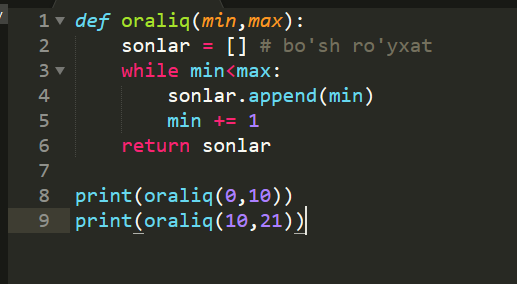 1 def oraliq(min,max):
2     sonlar = [] # bo'sh ro'yxat
3     while min<max:
4         sonlar.append(min)
5         min += 1
6     return sonlar
7
8 print(oraliq(0,10))
9 print(oraliq(10,21))